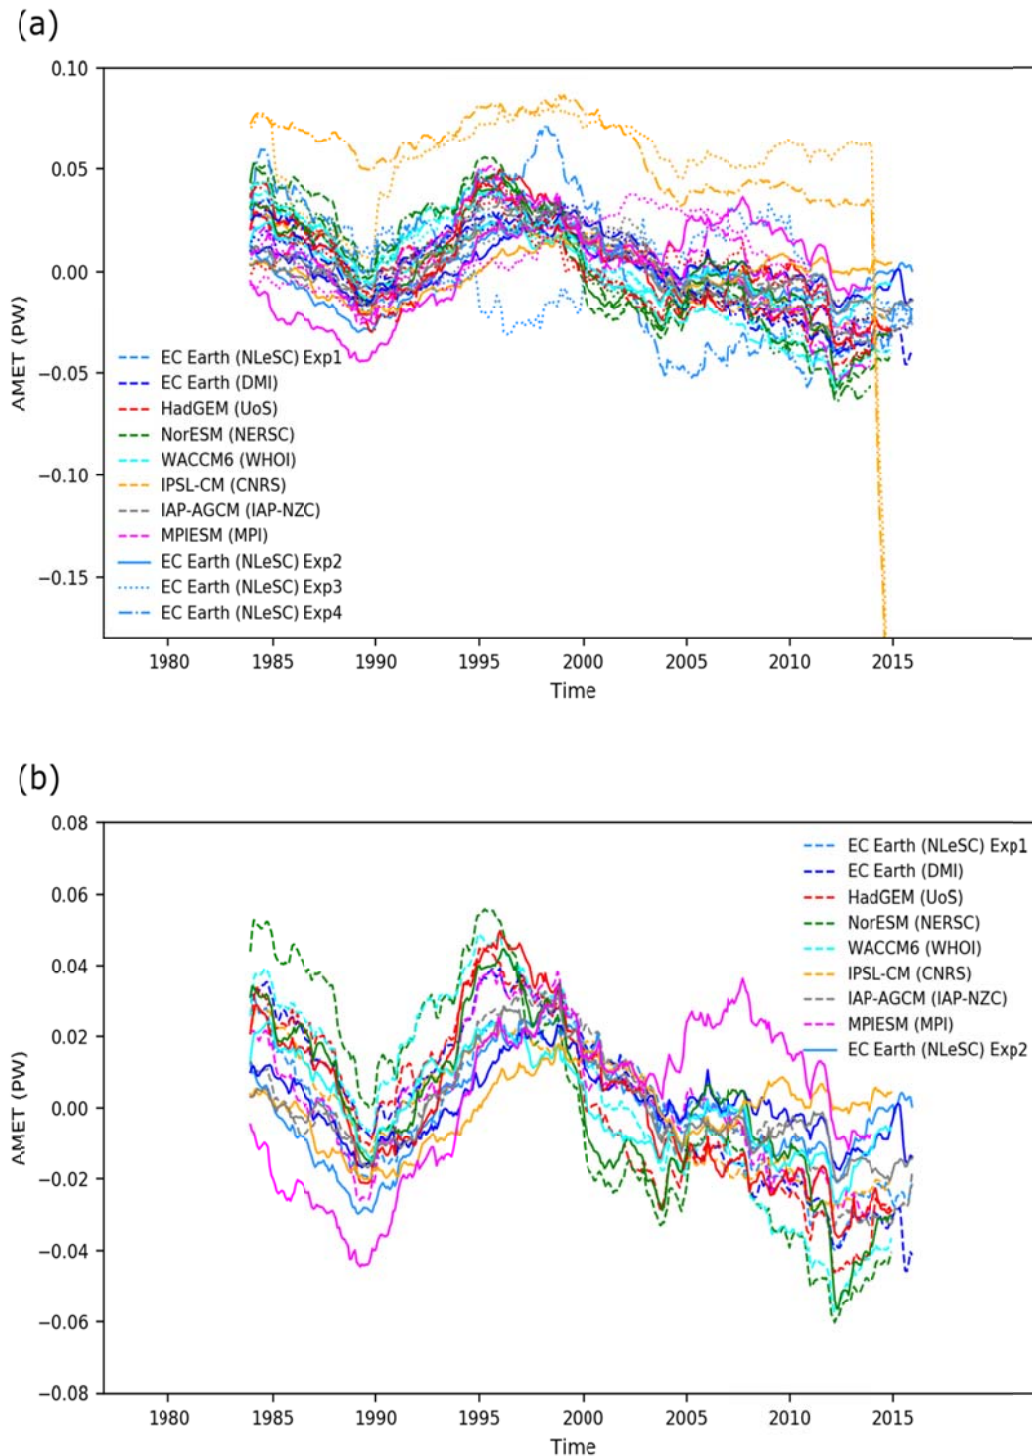 (a)
0.10
0.05
0.00
−0.05
−0.10
−0.15
AMET (PW)
EC Earth (NLeSC) Exp1
EC Earth (DMI)
HadGEM (UoS)
NorESM (NERSC)
WACCM6 (WHOI)
IPSL-CM (CNRS)
IAP-AGCM (IAP-NZC)
MPIESM (MPI)
EC Earth (NLeSC) Exp2
EC Earth (NLeSC) Exp3
EC Earth (NLeSC) Exp4
1980 1985 1990 1995 2000 2005 2010 2015
Time
(b)
0.08
0.06
0.04
0.02
0.00
−0.02
−0.04
−0.06
−0.08
AMET (PW)
EC Earth (NLeSC) Exp1
EC Earth (DMI)
HadGEM (UoS)
NorESM (NERSC)
WACCM6 (WHOI)
IPSL-CM (CNRS)
IAP-AGCM (IAP-NZC)
MPIESM (MPI)
EC Earth (NLeSC) Exp2
1980 1985 1990 1995 2000 2005 2010 2015
Time